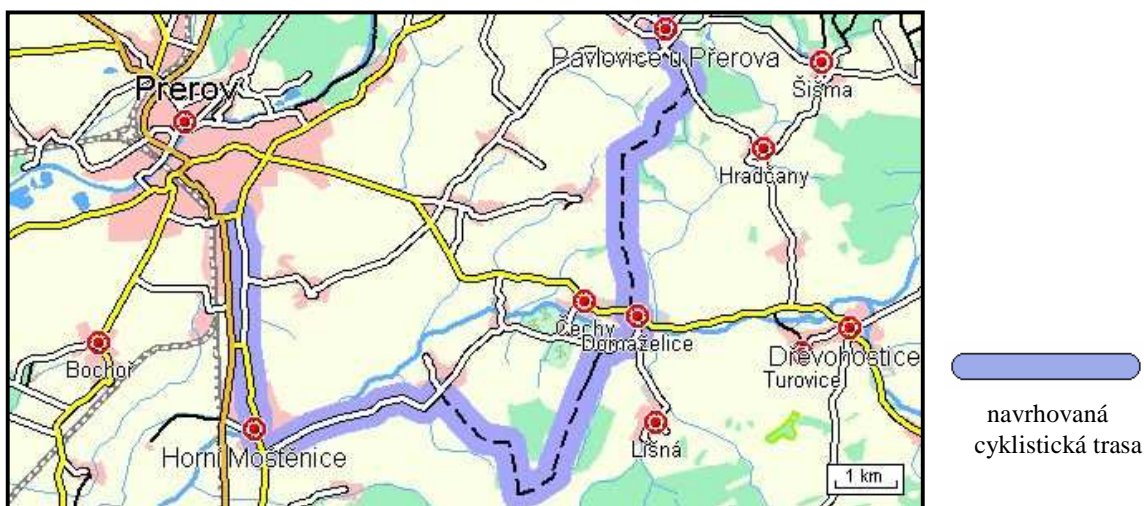 Pavlovice u Přerova
Šišma
Přerov
Hradčany
Čechy
Domaželice
Dřevohostice
Turovice
Bochoř
Líšná
Horní Moštěnice
1 km
navrhovaná
cyklistická trasa